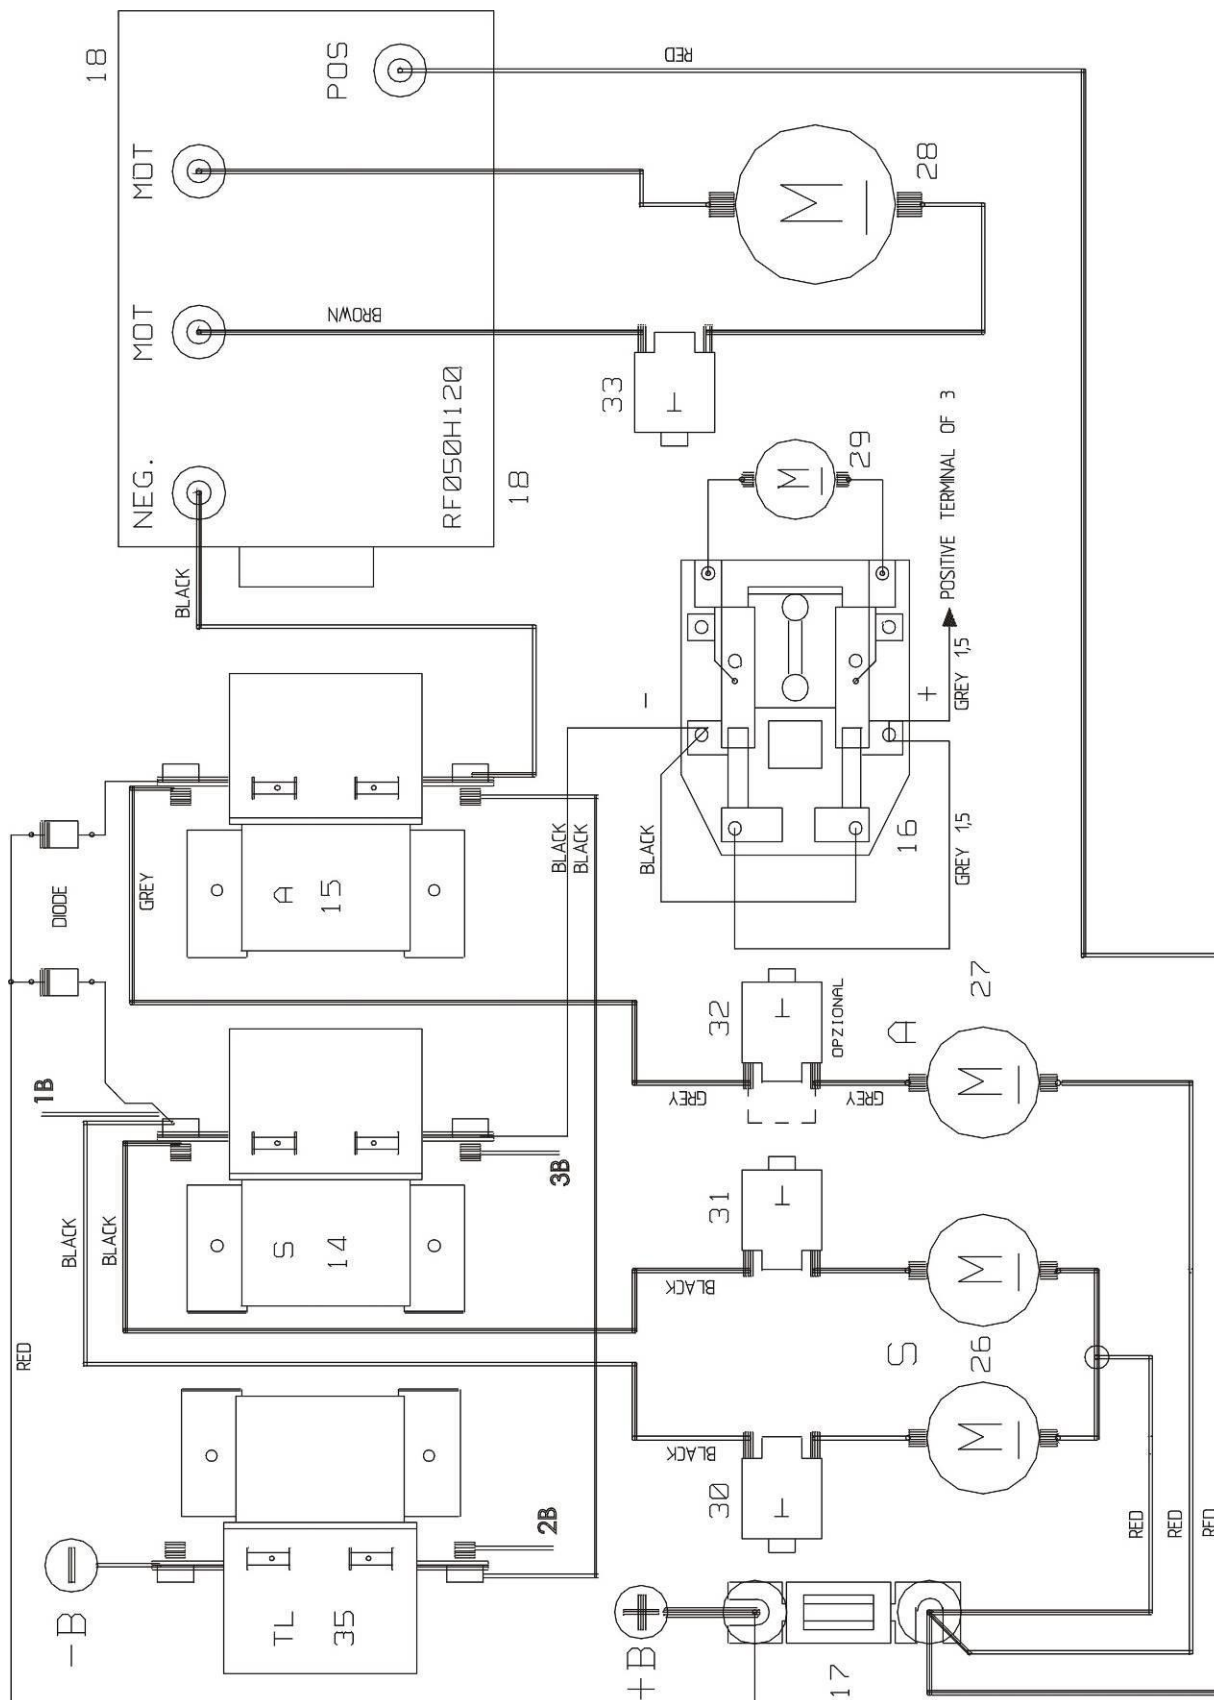 18
POS
MOT
MOT
NEG.
RF050H120
18
RED
M
28
BROWN
T
33
BLACK
M
29
POSITIVE TERMINAL OF 3
-
+
GREY 1,5
GREY 1,5
BLACK
16
BLACK
BLACK
A
15
GREY
DIODE
1B
S
14
3B
BLACK
BLACK
RED
TL
35
2B
-B
-
+B
+
17
T
32
OPZIONAL
GREY
GREY
A
27
M
T
31
BLACK
M
S
26
M
BLACK
30
T
RED
RED
RED